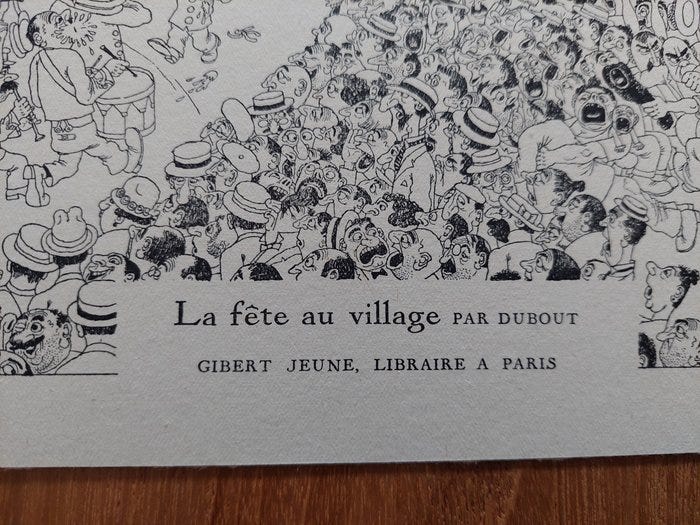 La fête au village PAR DUBOUT
GIBERT JEUNE, LIBRAIRE A PARIS